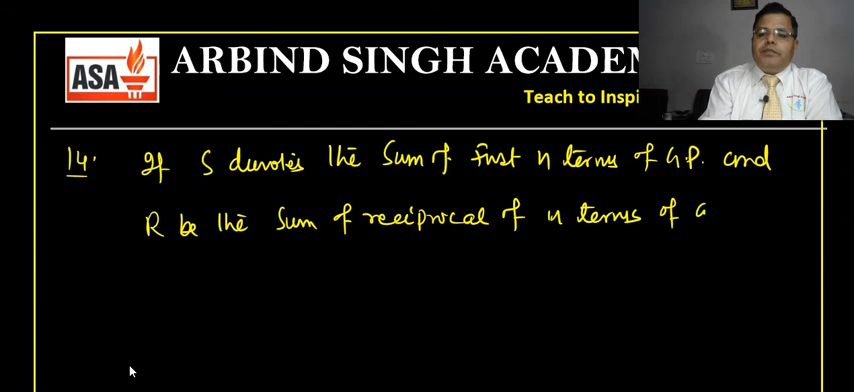 ASA
ARBIND SINGH ACADEM
Teach to Inspi
14. If S denotes the Sum of first n terms of G.P. and
R be the Sum of reciprocal of n terms of G